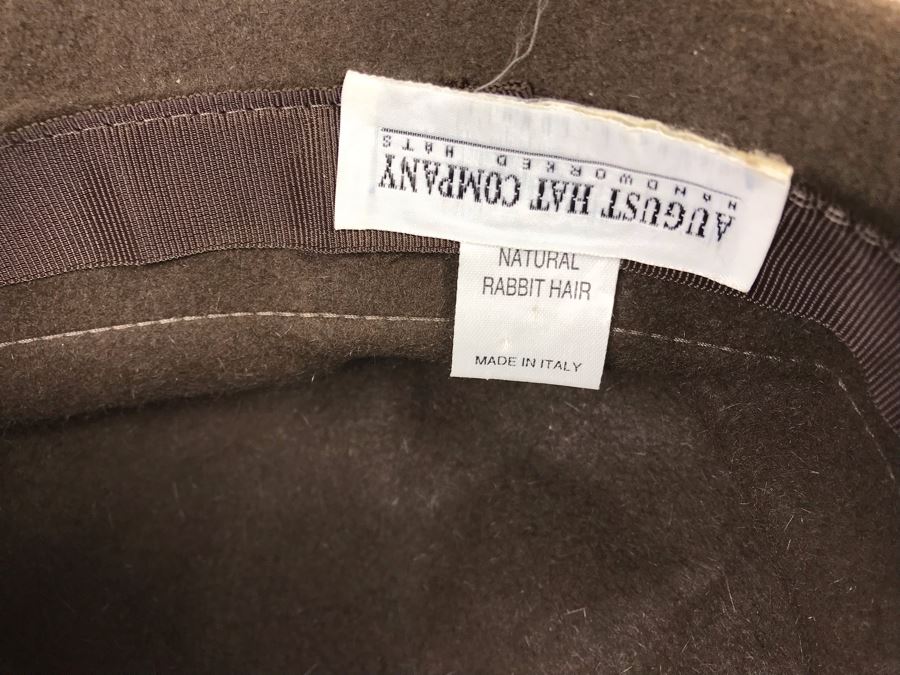 AUGUST HAT COMPANY
HANDWORKED HATS
NATURAL
RABBIT HAIR
MADE IN ITALY